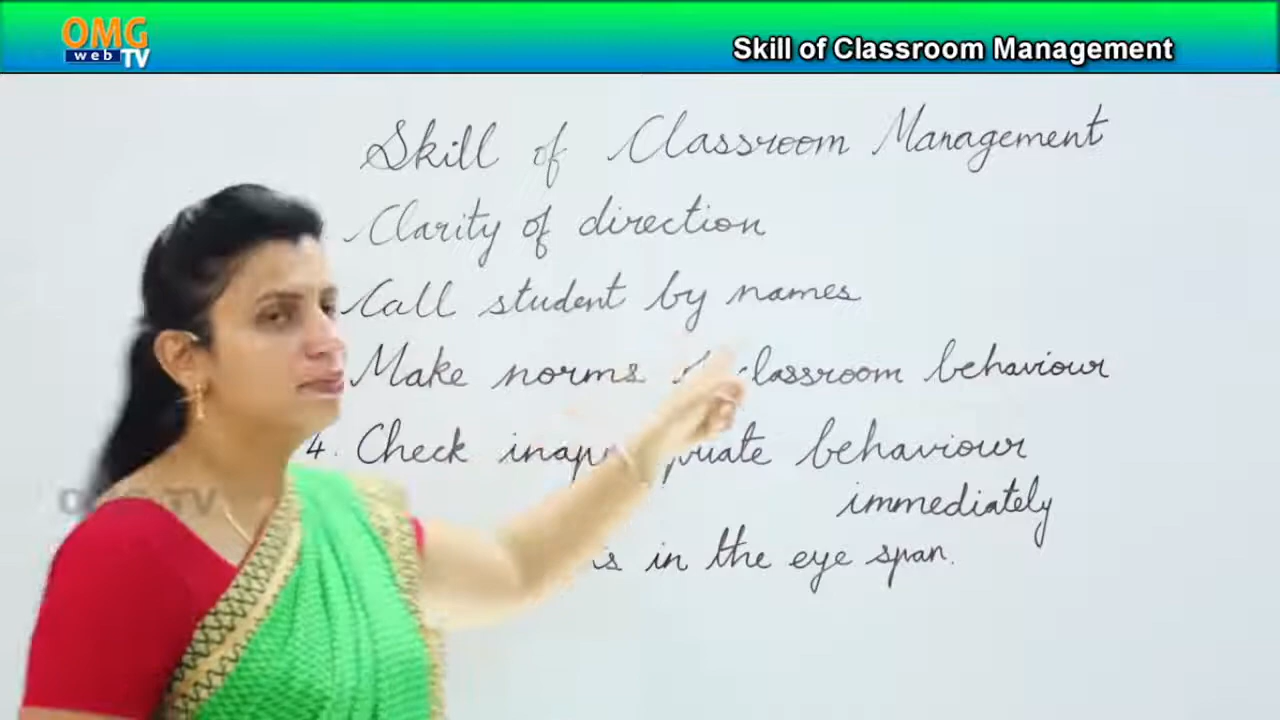 OMG
web TV
Skill of Classroom Management
Skill of Classroom Management
Clarity of direction
Call student by names
Make norms classroom behaviour
4. Check behaviour
immediately
is in the eye span.